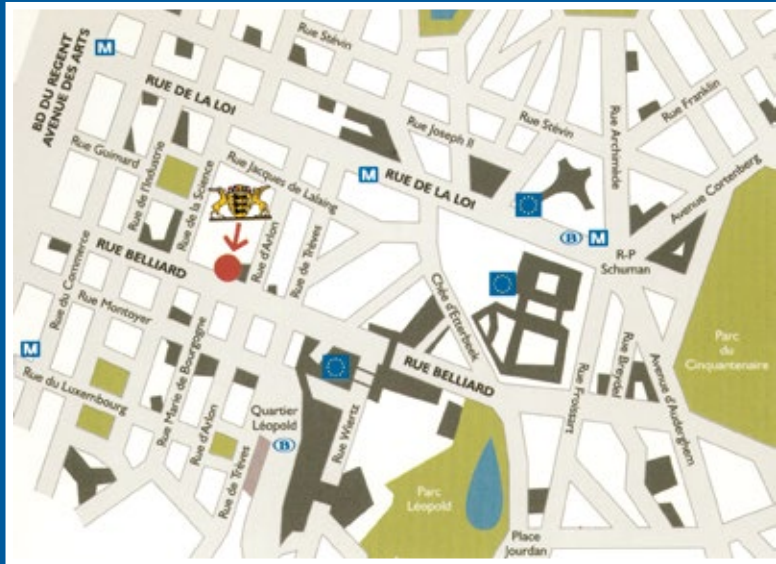 BD DU REGENT
AVENUE DES ARTS
M
Rue Stévin
RUE DE LA LOI
Rue Joseph II
Rue Stévin
Rue Archimède
Rue Franklin
Rue Guimard
Rue de l'Industrie
Rue de la Science
Rue Jacques de Lalaing
M
RUE DE LA LOI
Avenue Cortenberg
B
M
R-P
Schuman
Rue du Commerce
RUE BELLIARD
Rue d'Arlon
Rue de Trèves
Chée d'Etterbeek
Rue Montoyer
Rue Marie de Bourgogne
M
Rue du Luxembourg
RUE BELLIARD
Rue Froissart
Rue Breydel
Avenue d'Auderghem
Parc
du
Cinquantenaire
Rue d'Arlon
Quartier
Léopold
B
Rue Wiertz
Rue de Trèves
Parc
Léopold
Place
Jourdan